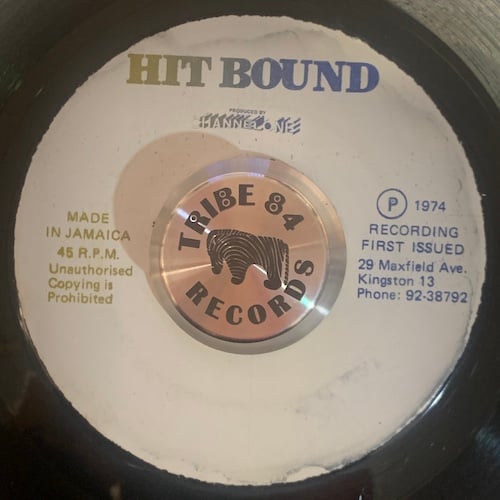 HIT BOUND
PRODUCED BY
CHANNEL ONE
TRIBE 84
RECORDS
MADE
IN JAMAICA
45 R.P.M.
Unauthorised
Copying is
Prohibited
P 1974
RECORDING
FIRST ISSUED
29 Maxfield Ave.
Kingston 13
Phone: 92-38792